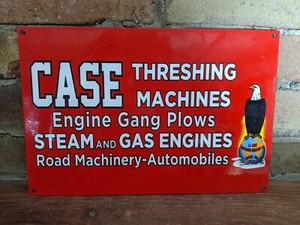 CASE THRESHING
MACHINES
Engine Gang Plows
STEAM AND GAS ENGINES
Road Machinery-Automobiles